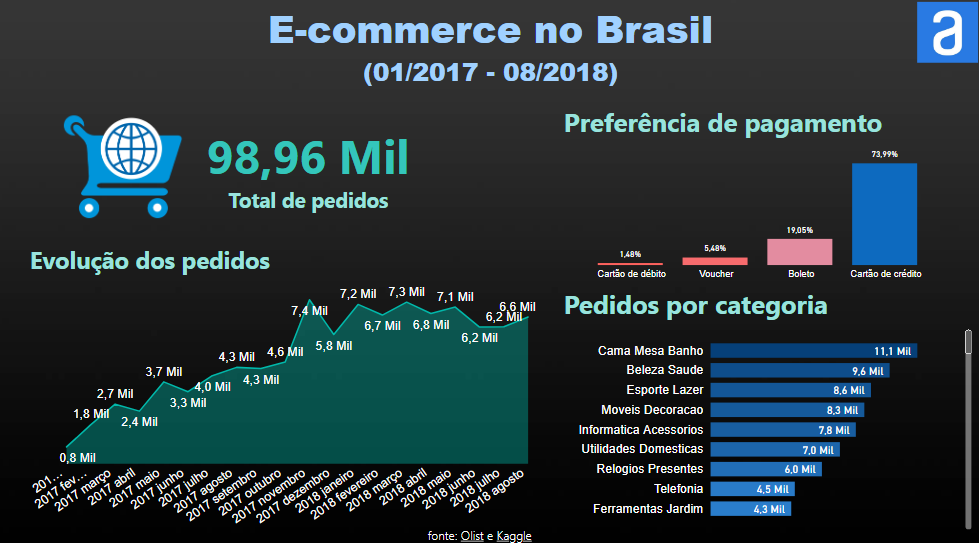 E-commerce no Brasil
(01/2017 - 08/2018)
a
98,96 Mil
Total de pedidos
Preferência de pagamento
73,99%
19,05%
5,48%
1,48%
Cartão de débito
Voucher
Boleto
Cartão de crédito
Evolução dos pedidos
0,8 Mil
1,8 Mil
2,7 Mil
2,4 Mil
3,7 Mil
3,3 Mil
4,0 Mil
4,3 Mil
4,3 Mil
4,6 Mil
7,4 Mil
5,8 Mil
7,2 Mil
6,7 Mil
7,3 Mil
6,8 Mil
7,1 Mil
6,2 Mil
6,2 Mil
6,6 Mil
201...
2017 fev...
2017 março
2017 abril
2017 maio
2017 junho
2017 julho
2017 agosto
2017 setembro
2017 outubro
2017 novembro
2017 dezembro
2018 janeiro
2018 fevereiro
2018 março
2018 abril
2018 maio
2018 junho
2018 julho
2018 agosto
Pedidos por categoria
Cama Mesa Banho 11,1 Mil
Beleza Saude 9,6 Mil
Esporte Lazer 8,6 Mil
Moveis Decoracao 8,3 Mil
Informatica Acessorios 7,8 Mil
Utilidades Domesticas 7,0 Mil
Relogios Presentes 6,0 Mil
Telefonia 4,5 Mil
Ferramentas Jardim 4,3 Mil
fonte: Olist e Kaggle